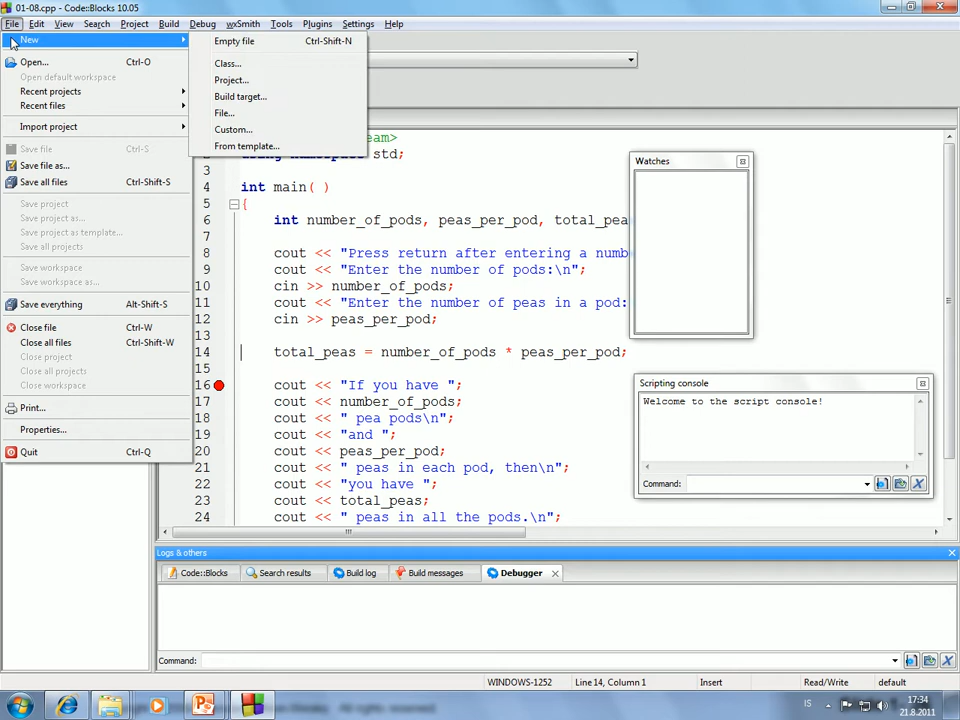 01-08.cpp - Code::Blocks 10.05
File Edit View Search Project Build Debug wxSmith Tools Plugins Settings Help
New
Open... Ctrl-O
Open default workspace
Recent projects
Recent files
Import project
Save file Ctrl-S
Save file as...
Save all files Ctrl-Shift-S
Save project
Save project as...
Save project as template...
Save all projects
Save workspace
Save workspace as...
Save everything Alt-Shift-S
Close file Ctrl-W
Close all files Ctrl-Shift-W
Close project
Close all projects
Close workspace
Print...
Properties...
Quit Ctrl-Q
Empty file Ctrl-Shift-N
Class...
Project...
Build target...
File...
Custom...
From template...
std;
3
4 int main( )
5 {
6 int number_of_pods, peas_per_pod, total_pea
7
8 cout << "Press return after entering a numb
9 cout << "Enter the number of pods:\n";
10 cin >> number_of_pods;
11 cout << "Enter the number of peas in a pod:
12 cin >> peas_per_pod;
13
14 total_peas = number_of_pods * peas_per_pod;
15
16 cout << "If you have ";
17 cout << number_of_pods;
18 cout << " pea pods\n";
19 cout << "and ";
20 cout << peas_per_pod;
21 cout << " peas in each pod, then\n";
22 cout << "you have ";
23 cout << total_peas;
24 cout << " peas in all the pods.\n";
Watches
Scripting console
Welcome to the script console!
Command:
Logs & others
Code::Blocks Search results Build log Build messages Debugger
Command:
WINDOWS-1252 Line 14, Column 1 Insert Read/Write default
IS 17:34
21.8.2011